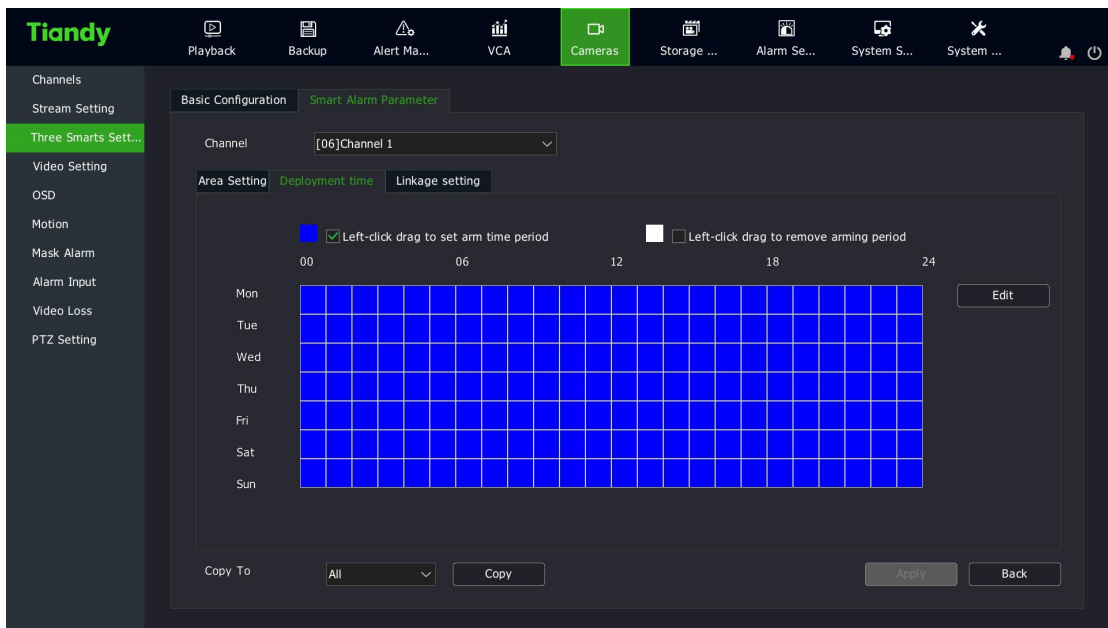 Tiandy
Playback Backup Alert Ma... VCA Cameras Storage ... Alarm Se... System S... System ...
Channels
Stream Setting
Three Smarts Sett...
Video Setting
OSD
Motion
Mask Alarm
Alarm Input
Video Loss
PTZ Setting
Basic Configuration Smart Alarm Parameter
Channel [06]Channel 1
Area Setting Deployment time Linkage setting
Left-click drag to set arm time period Left-click drag to remove arming period
00 06 12 18 24
Mon Edit
Tue
Wed
Thu
Fri
Sat
Sun
Copy To All Copy Apply Back